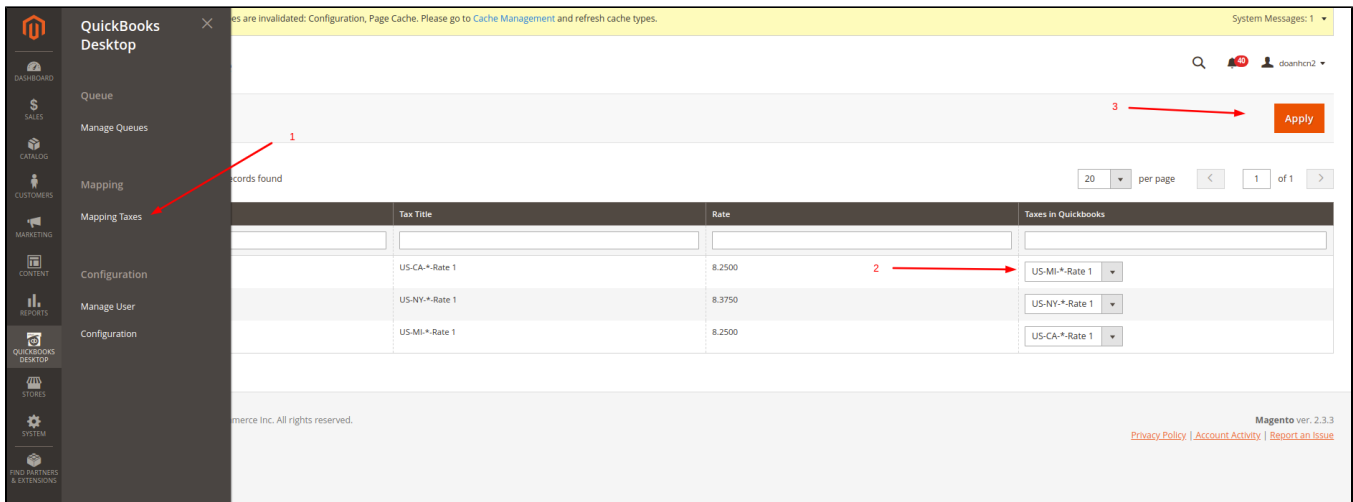 es are invalidated: Configuration, Page Cache. Please go to Cache Management and refresh cache types.
System Messages: 1
QuickBooks
Desktop
DASHBOARD
SALES
CATALOG
CUSTOMERS
MARKETING
CONTENT
REPORTS
QUICKBOOKS
DESKTOP
STORES
SYSTEM
FIND PARTNERS
& EXTENSIONS
Queue
Manage Queues
Mapping
Mapping Taxes
Configuration
Manage User
Configuration
40
doanhcn2
1
3
Apply
ecords found
20
per page
1
of 1
Tax Title Rate Taxes in Quickbooks
US-CA-*-Rate 1 8.2500 2 US-MI-*-Rate 1
US-NY-*-Rate 1 8.3750 US-NY-*-Rate 1
US-MI-*-Rate 1 8.2500 US-CA-*-Rate 1
merce Inc. All rights reserved.
Magento ver. 2.3.3
Privacy Policy | Account Activity | Report an Issue